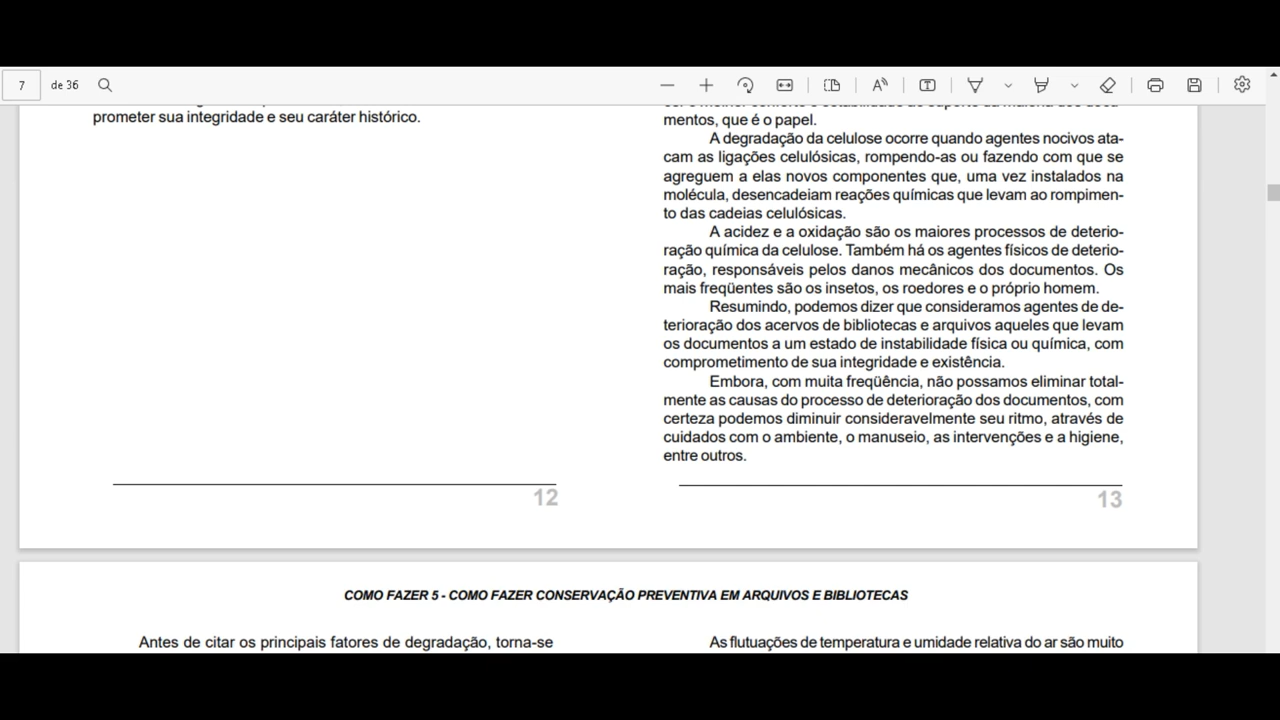 7 de 36
prometer sua integridade e seu caráter histórico.
12
mentos, que é o papel.
A degradação da celulose ocorre quando agentes nocivos ata-
cam as ligações celulósicas, rompendo-as ou fazendo com que se
agreguem a elas novos componentes que, uma vez instalados na
molécula, desencadeiam reações químicas que levam ao rompimen-
to das cadeias celulósicas.
A acidez e a oxidação são os maiores processos de deterio-
ração química da celulose. Também há os agentes físicos de deterio-
ração, responsáveis pelos danos mecânicos dos documentos. Os
mais freqüentes são os insetos, os roedores e o próprio homem.
Resumindo, podemos dizer que consideramos agentes de de-
terioração dos acervos de bibliotecas e arquivos aqueles que levam
os documentos a um estado de instabilidade física ou química, com
comprometimento de sua integridade e existência.
Embora, com muita freqüência, não possamos eliminar total-
mente as causas do processo de deterioração dos documentos, com
certeza podemos diminuir consideravelmente seu ritmo, através de
cuidados com o ambiente, o manuseio, as intervenções e a higiene,
entre outros.
13
COMO FAZER 5 - COMO FAZER CONSERVAÇÃO PREVENTIVA EM ARQUIVOS E BIBLIOTECAS
Antes de citar os principais fatores de degradação, torna-se
As flutuações de temperatura e umidade relativa do ar são muito